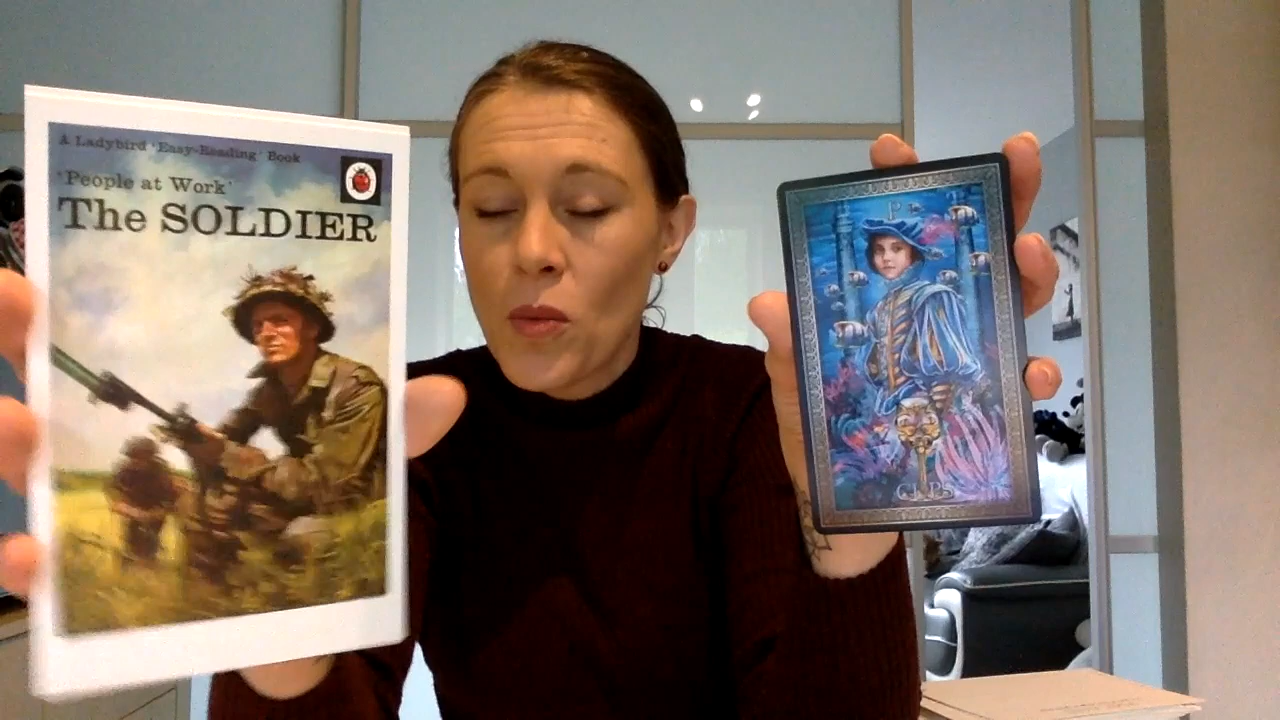 A Ladybird 'Easy-Reading' Book
'People at Work'
The SOLDIER
P
CUPS